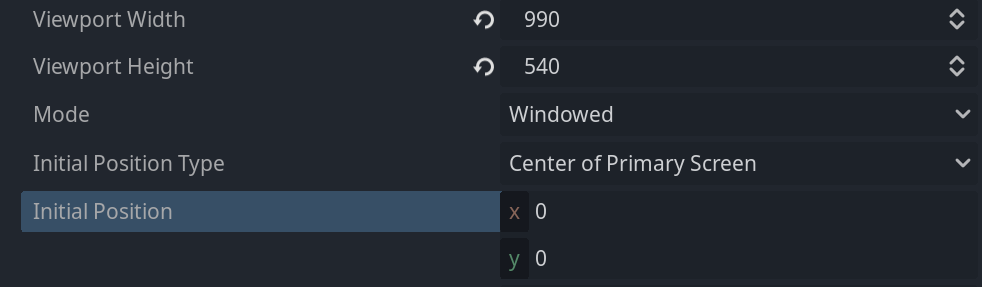 Viewport Width 990
Viewport Height 540
Mode Windowed
Initial Position Type Center of Primary Screen
Initial Position x 0
y 0